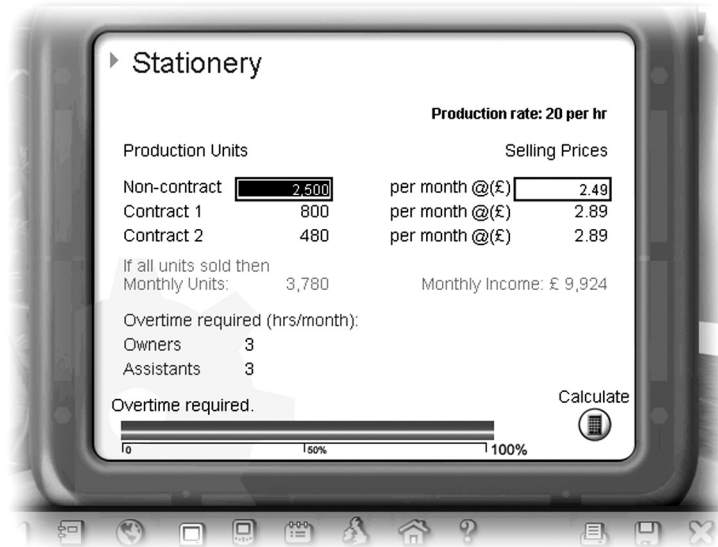 Stationery
Production rate: 20 per hr
Production Units Selling Prices
Non-contract 2,500 per month @(£) 2.49
Contract 1 800 per month @(£) 2.89
Contract 2 480 per month @(£) 2.89
If all units sold then
Monthly Units: 3,780 Monthly Income: £ 9,924
Overtime required (hrs/month):
Owners 3
Assistants 3
Calculate
Overtime required.
0 50% 100%
?